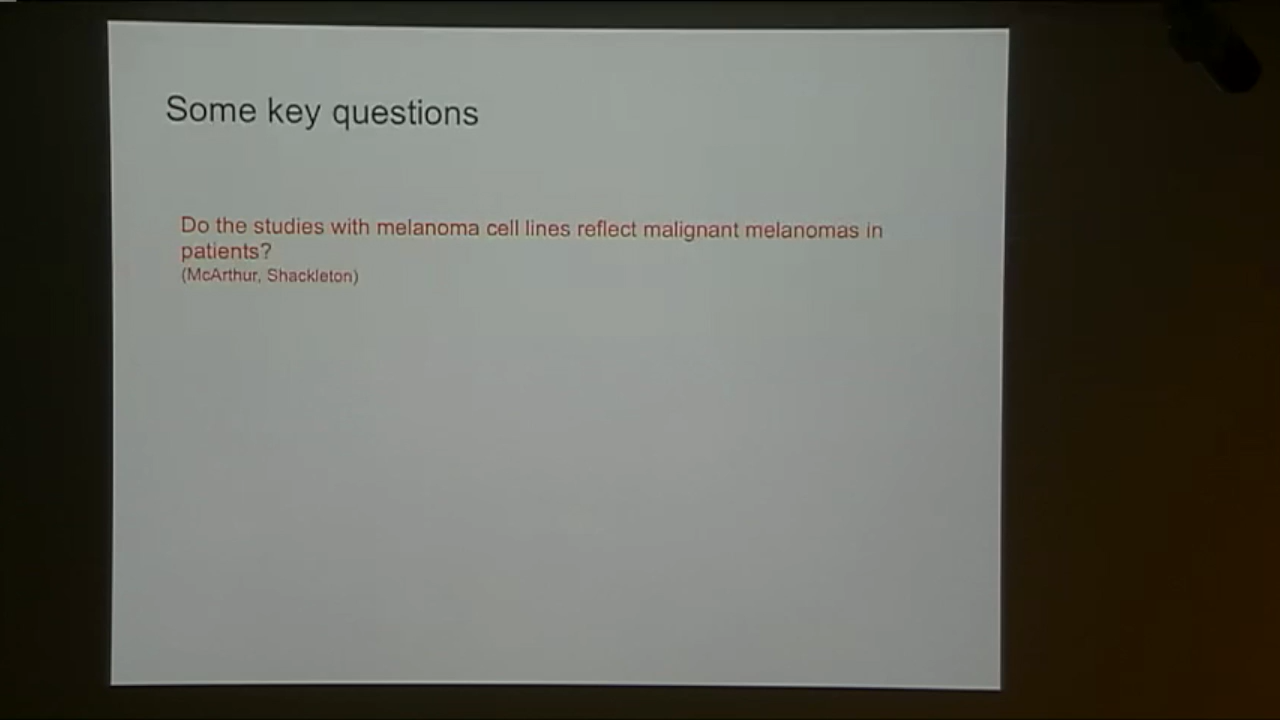 Some key questions
Do the studies with melanoma cell lines reflect malignant melanomas in
patients?
(McArthur, Shackleton)